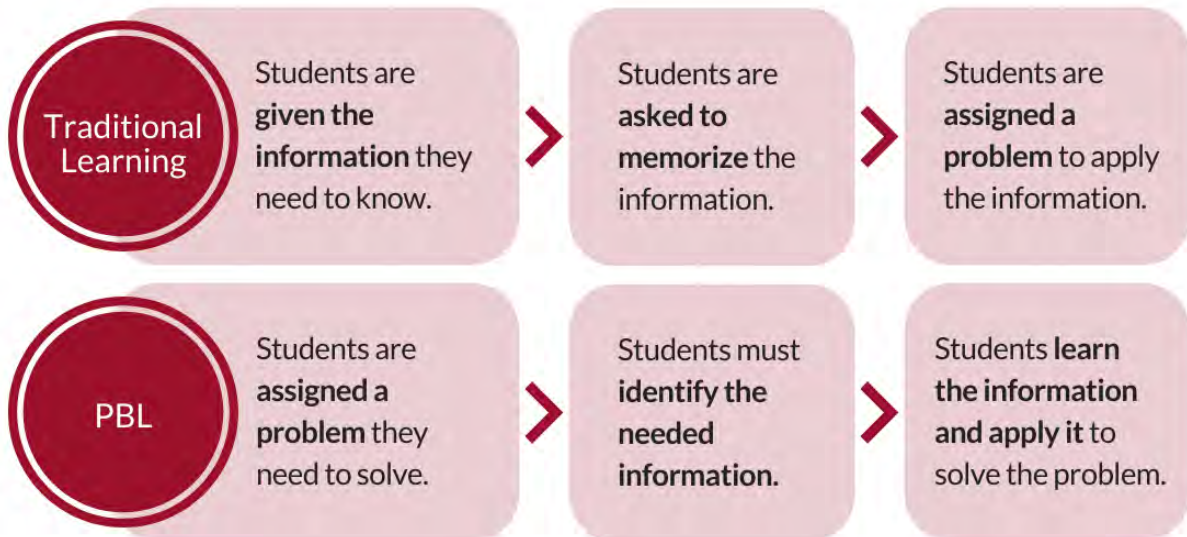 Traditional
Learning
Students are
given the
information they
need to know.
Students are
asked to
memorize the
information.
Students are
assigned a
problem to apply
the information.
PBL
Students are
assigned a
problem they
need to solve.
Students must
identify the
needed
information.
Students learn
the information
and apply it to
solve the problem.